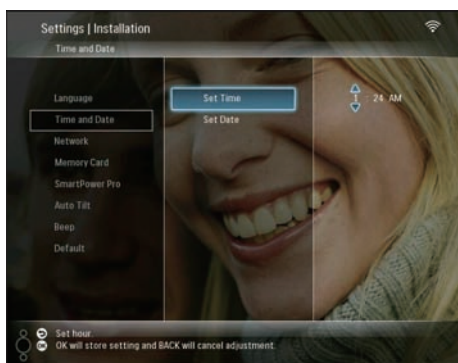 Settings | Installation
Time and Date
Language
Time and Date
Network
Memory Card
SmartPower Pro
Auto Tilt
Beep
Default
Set Time
Set Date
1 : 24 AM
Set hour.
OK will store setting and BACK will cancel adjustment.